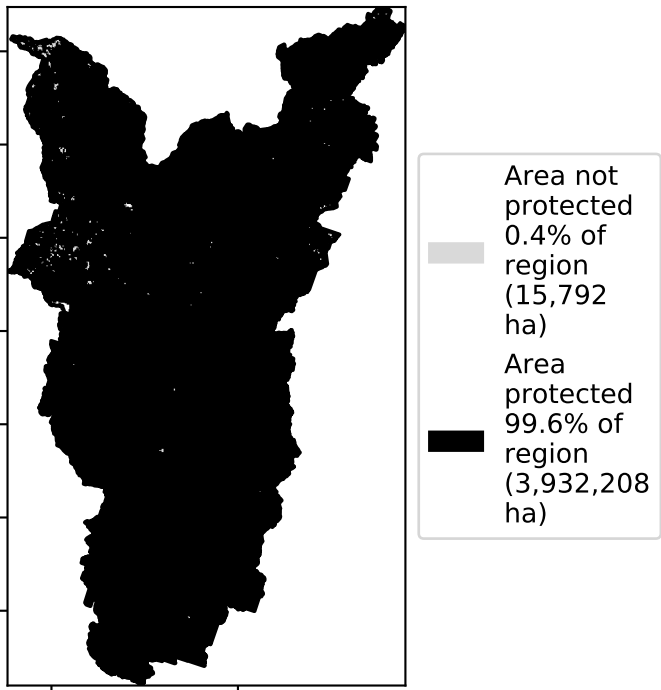 Area not
protected
0.4% of
region
(15,792
ha)
Area
protected
99.6% of
region
(3,932,208
ha)